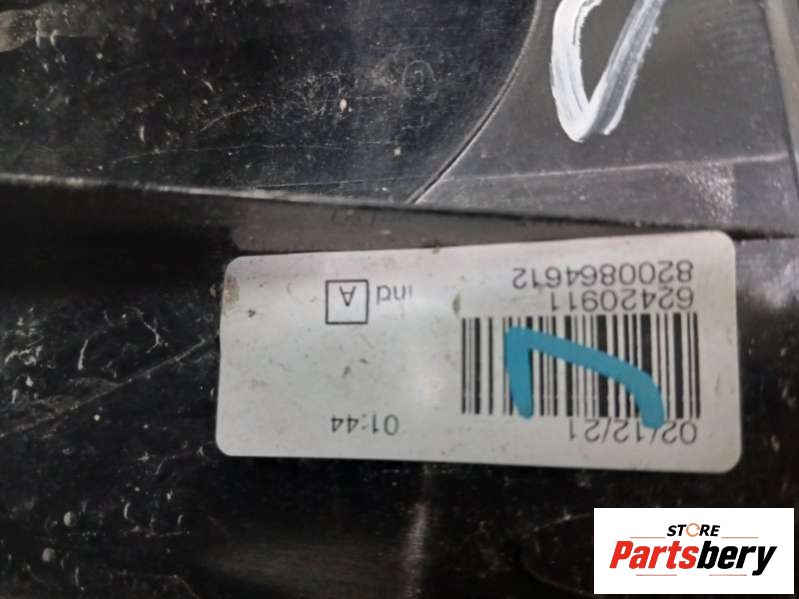 02/12/21
01:44
62420911
ind A
8200864612
STORE
Partsbery